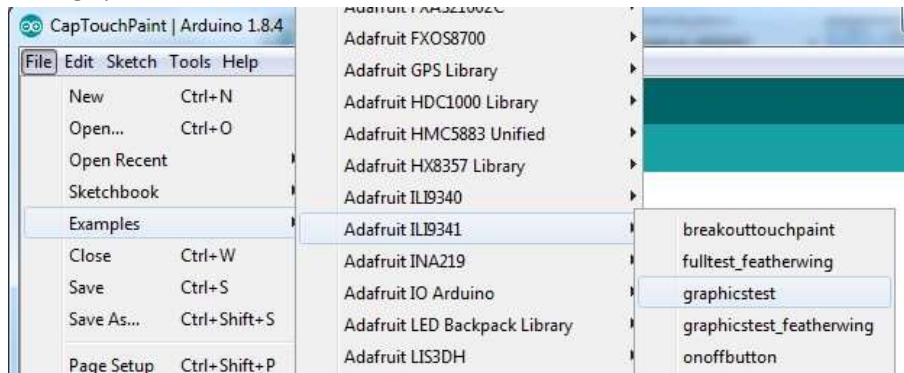 CapTouchPaint | Arduino 1.8.4
File Edit Sketch Tools Help
New Ctrl+N
Open... Ctrl+O
Open Recent
Sketchbook
Examples
Close Ctrl+W
Save Ctrl+S
Save As... Ctrl+Shift+S
Page Setup Ctrl+Shift+P
Adafruit FXAS21002C
Adafruit FXOS8700
Adafruit GPS Library
Adafruit HDC1000 Library
Adafruit HMC5883 Unified
Adafruit HX8357 Library
Adafruit ILI9340
Adafruit ILI9341
Adafruit INA219
Adafruit IO Arduino
Adafruit LED Backpack Library
Adafruit LIS3DH
breakouttouchpaint
fulltest_featherwing
graphicstest
graphicstest_featherwing
onoffbutton